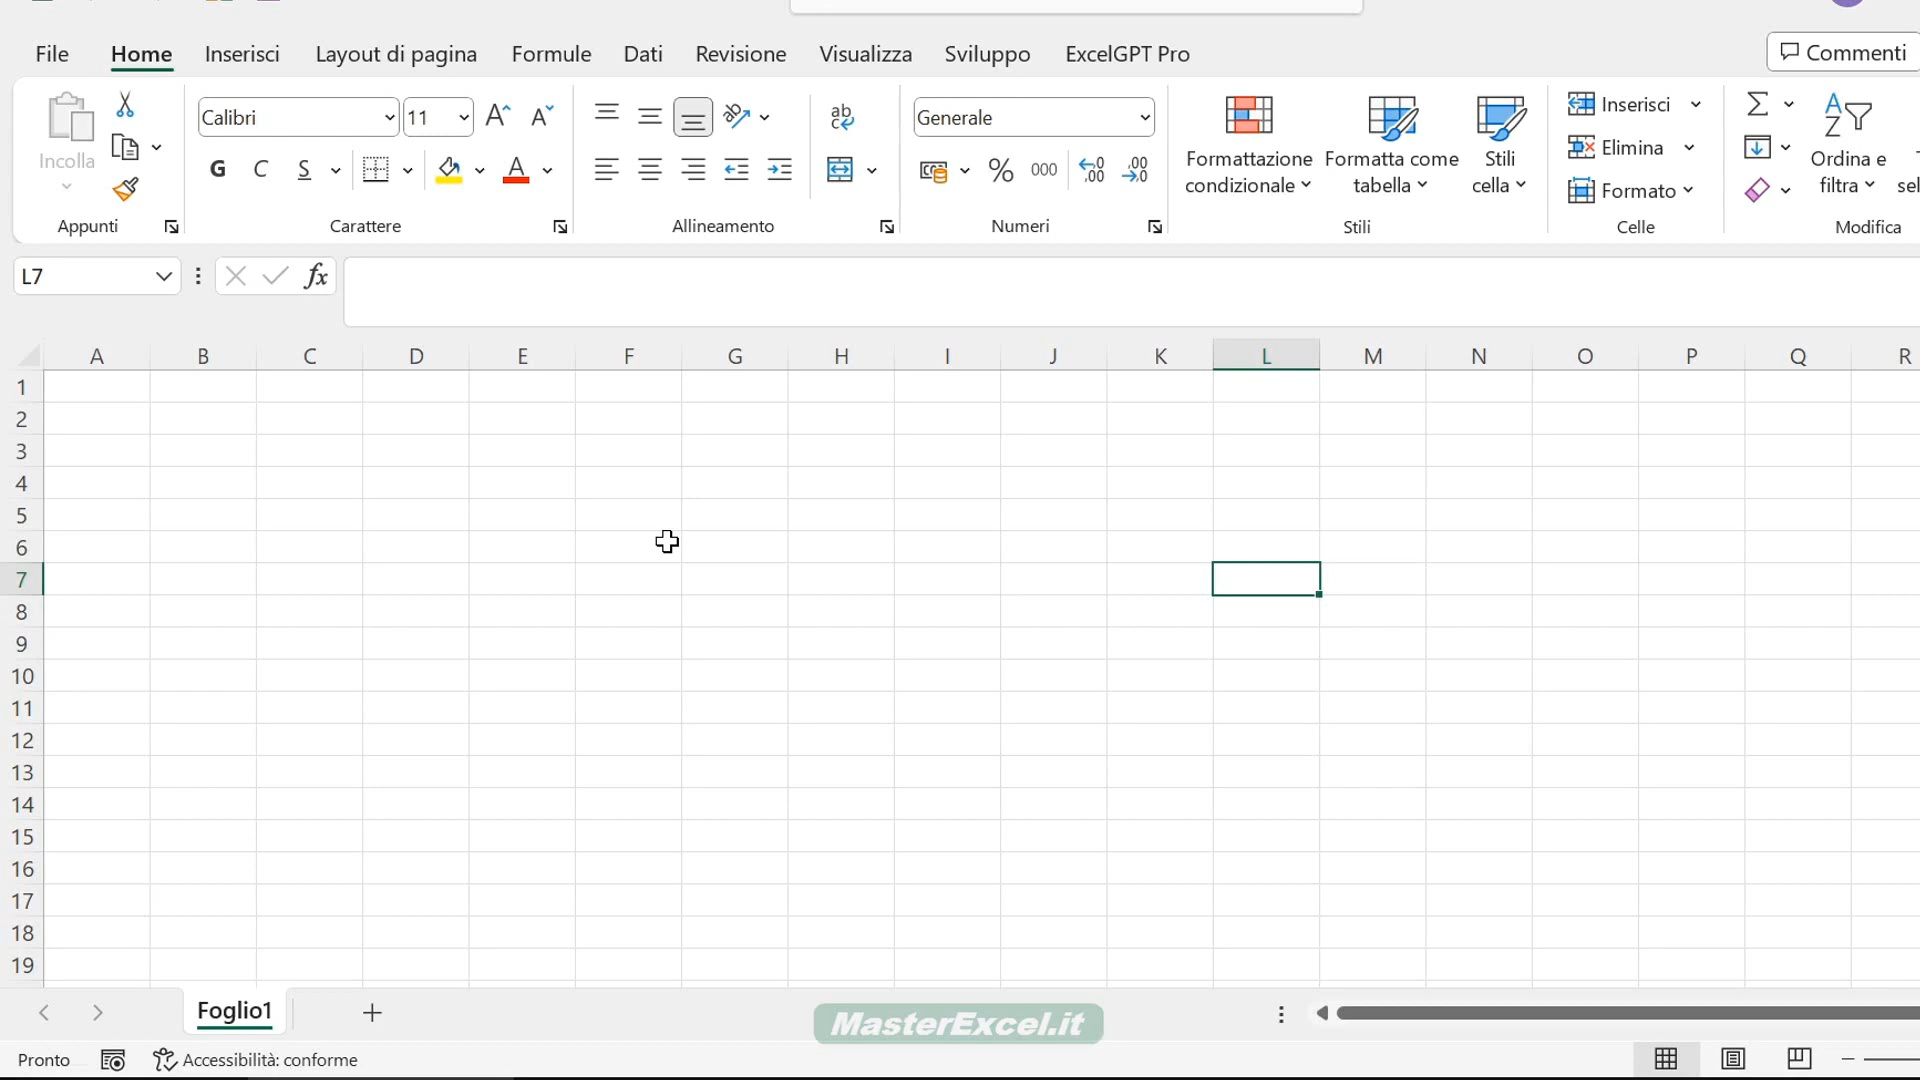 File Home Inserisci Layout di pagina Formule Dati Revisione Visualizza Sviluppo ExcelGPT Pro Commenti
Incolla
Appunti
Calibri 11
G C S
Carattere
ab
Allineamento
Generale
% 000
Numeri
Formattazione condizionale
Formatta come tabella
Stili cella
Stili
Inserisci
Elimina
Formato
Celle
Ordina e
filtra
Modifica
L7
fx
A B C D E F G H I J K L M N O P Q R
1
2
3
4
5
6
7
8
9
10
11
12
13
14
15
16
17
18
19
Foglio1
MasterExcel.it
Pronto Accessibilità: conforme